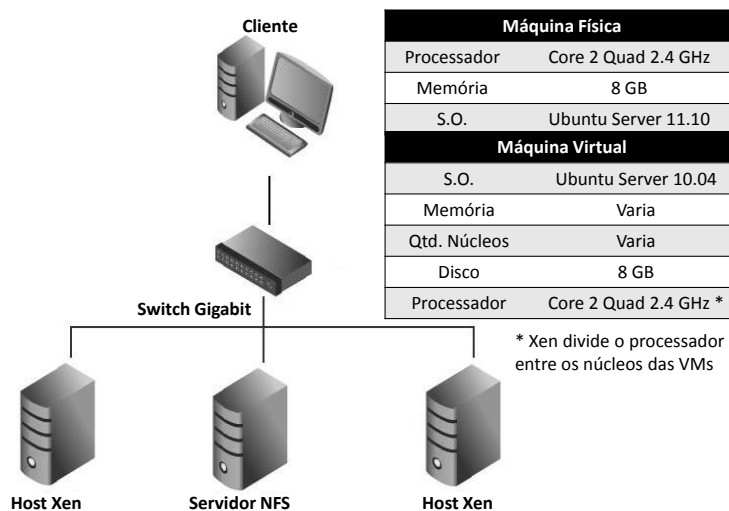 Cliente
Máquina Física
Processador Core 2 Quad 2.4 GHz
Memória 8 GB
S.O. Ubuntu Server 11.10
Máquina Virtual
S.O. Ubuntu Server 10.04
Memória Varia
Qtd. Núcleos Varia
Disco 8 GB
Processador Core 2 Quad 2.4 GHz *
* Xen divide o processador
entre os núcleos das VMs
Switch Gigabit
Host Xen Servidor NFS Host Xen